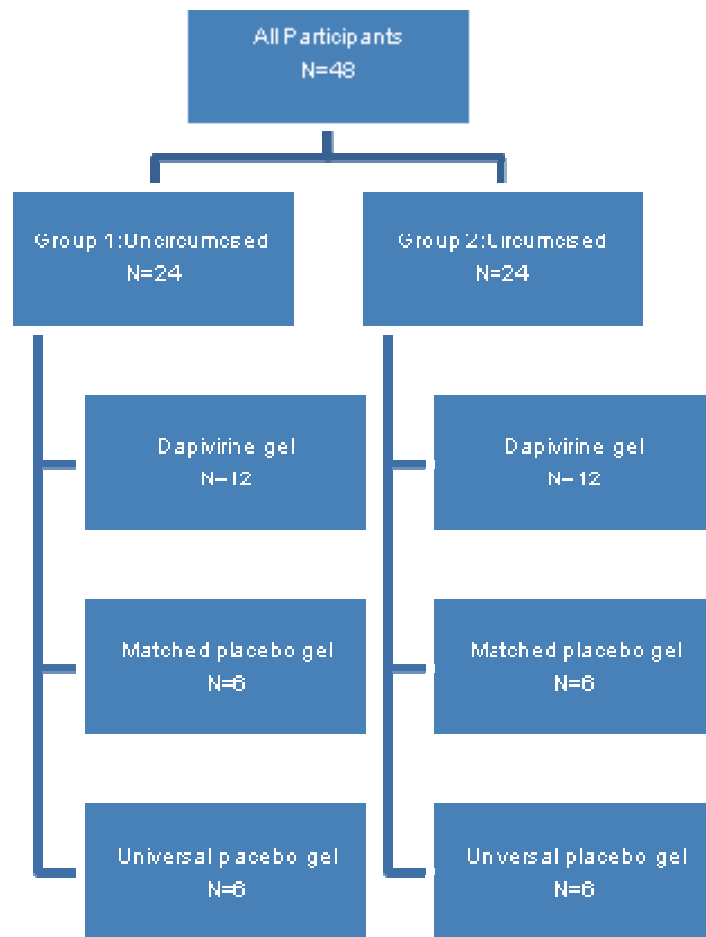 All Participants
N=48
Group 1:Uncircumcised
N=24
Group 2:Circumcised
N=24
Dapivirine gel
N=12
Dapivirine gel
N=12
Matched placebo gel
N=6
Matched placebo gel
N=6
Universal placebo gel
N=6
Universal placebo gel
N=6